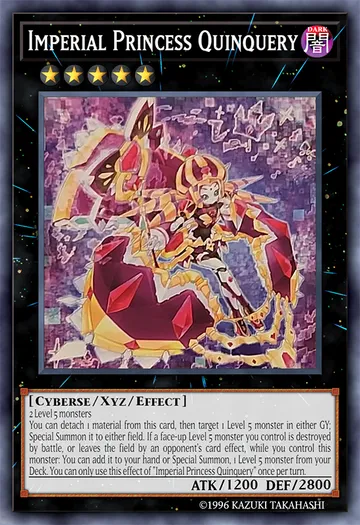 IMPERIAL PRINCESS QUINQUERY
DARK
闇
[CYBERSE/XYZ/EFFECT]
2 Level 5 monsters
You can detach 1 material from this card, then target 1 Level 5 monster in either GY;
Special Summon it to either field. If a face-up Level 5 monster you control is destroyed
by battle, or leaves the field by an opponent's card effect, while you control this
card: You can add it to your hand or Special Summon, 1 Level 5 monster from your
Deck. You can only use this effect of "Imperial Princess Quinquery" once per turn.
ATK/1200 DEF/2800
©1996 KAZUKI TAKAHASHI